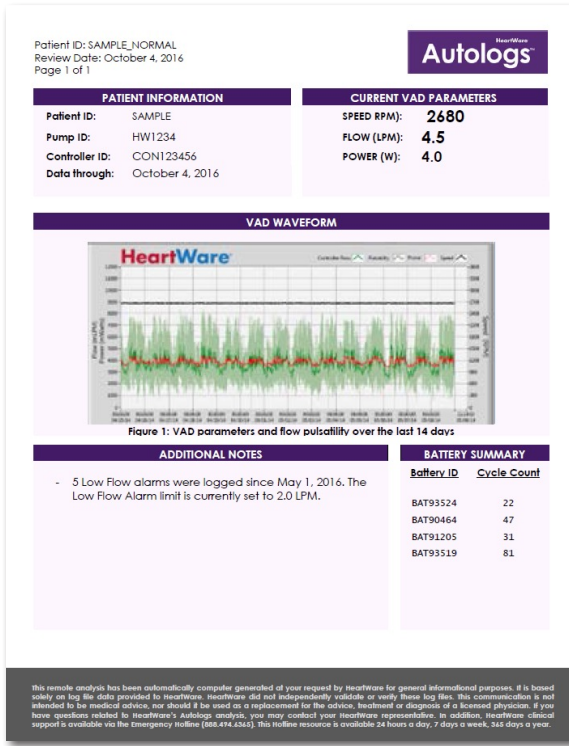 Patient ID: SAMPLE_NORMAL
Review Date: October 4, 2016
Page 1 of 1
HeartWare
Autologs™
PATIENT INFORMATION
Patient ID: SAMPLE
Pump ID: HW1234
Controller ID: CON123456
Data through: October 4, 2016
CURRENT VAD PARAMETERS
SPEED RPM): 2680
FLOW (LPM): 4.5
POWER (W): 4.0
VAD WAVEFORM
HeartWare
Flow (mLPM)
Power (mWatts)
Speed (RPM)
Figure 1: VAD parameters and flow pulsatility over the last 14 days
ADDITIONAL NOTES
- 5 Low Flow alarms were logged since May 1, 2016. The
Low Flow Alarm limit is currently set to 2.0 LPM.
BATTERY SUMMARY
Battery ID Cycle Count
BAT93524 22
BAT90464 47
BAT91205 31
BAT93519 81
This remote analysis has been automatically computer generated at your request by HeartWare for general informational purposes. It is based
solely on log file data provided to HeartWare. HeartWare did not independently validate or verify these log files. This communication is not
intended to be medical advice, nor should it be used as a replacement for the advice, treatment or diagnosis of a licensed physician. If you
have questions related to HeartWare's Autologs analysis, you may contact your HeartWare representative. In addition, HeartWare clinical
support is available via the Emergency Hotline (888.494.6365). This Hotline resource is available 24 hours a day, 7 days a week, 365 days a year.